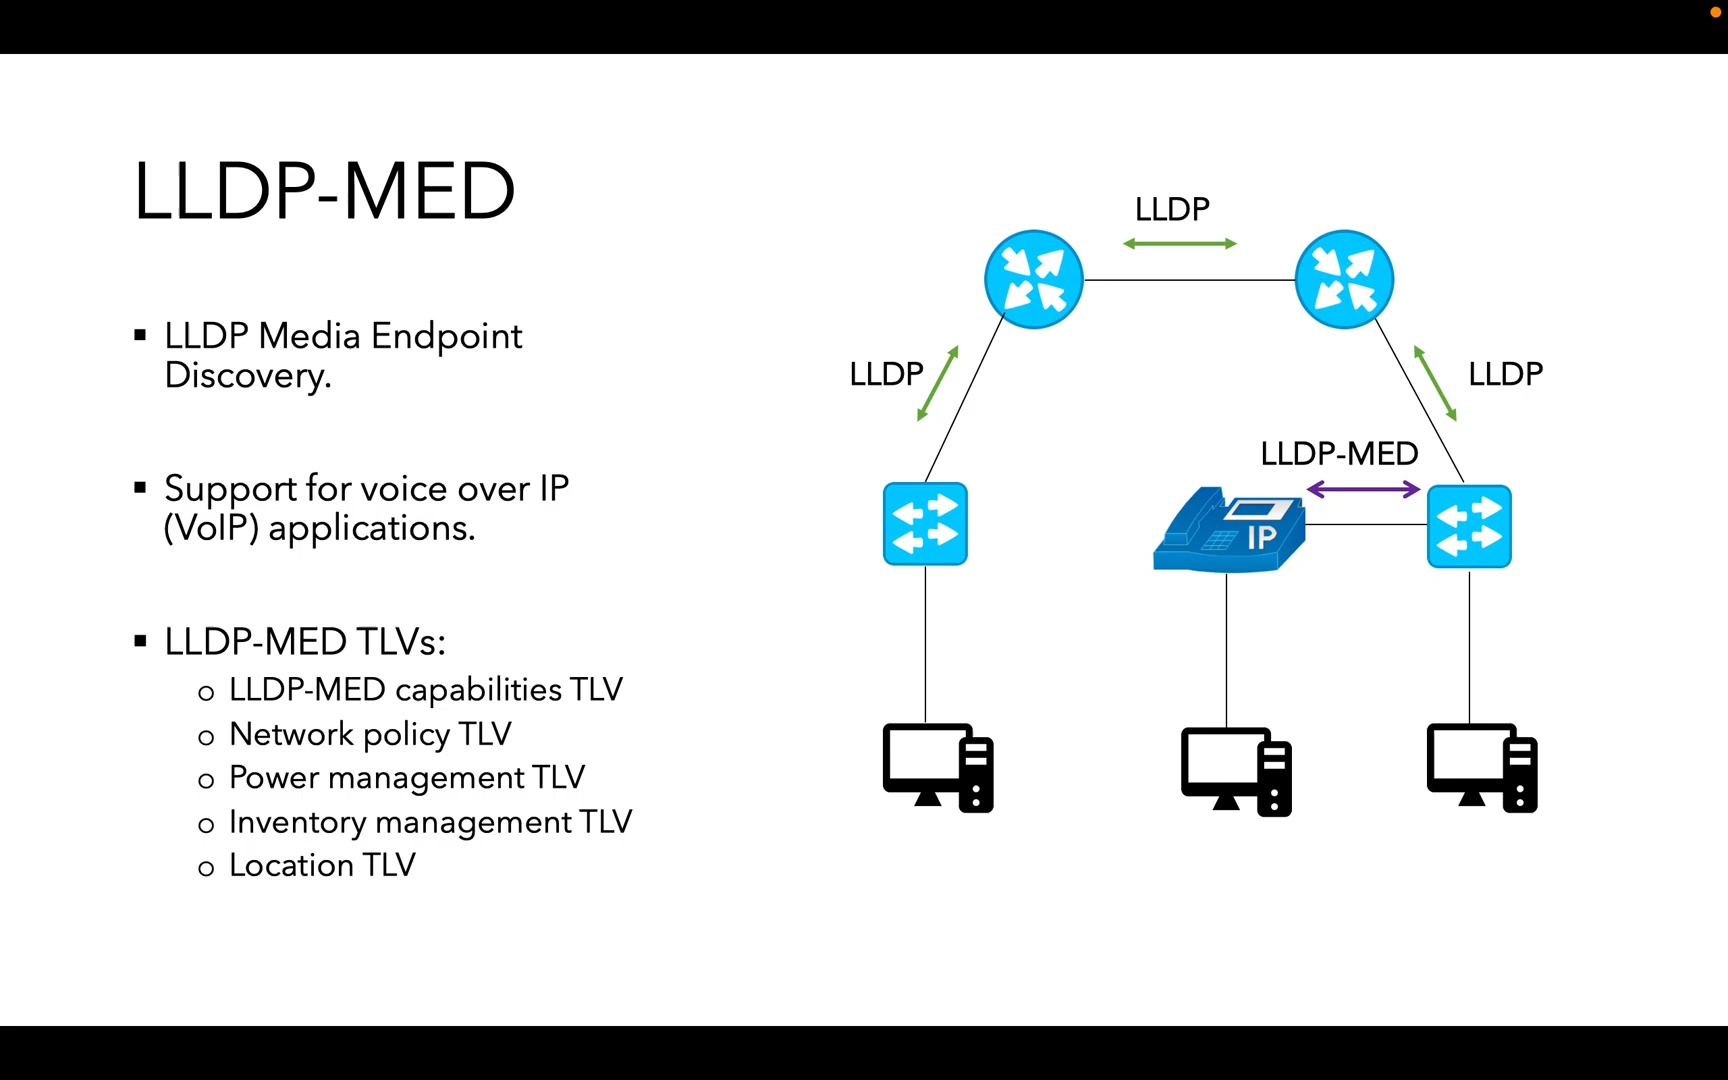 LLDP-MED
▪ LLDP Media Endpoint
Discovery.
▪ Support for voice over IP
(VoIP) applications.
▪ LLDP-MED TLVs:
o LLDP-MED capabilities TLV
o Network policy TLV
o Power management TLV
o Inventory management TLV
o Location TLV
LLDP
LLDP
LLDP
LLDP-MED
IP